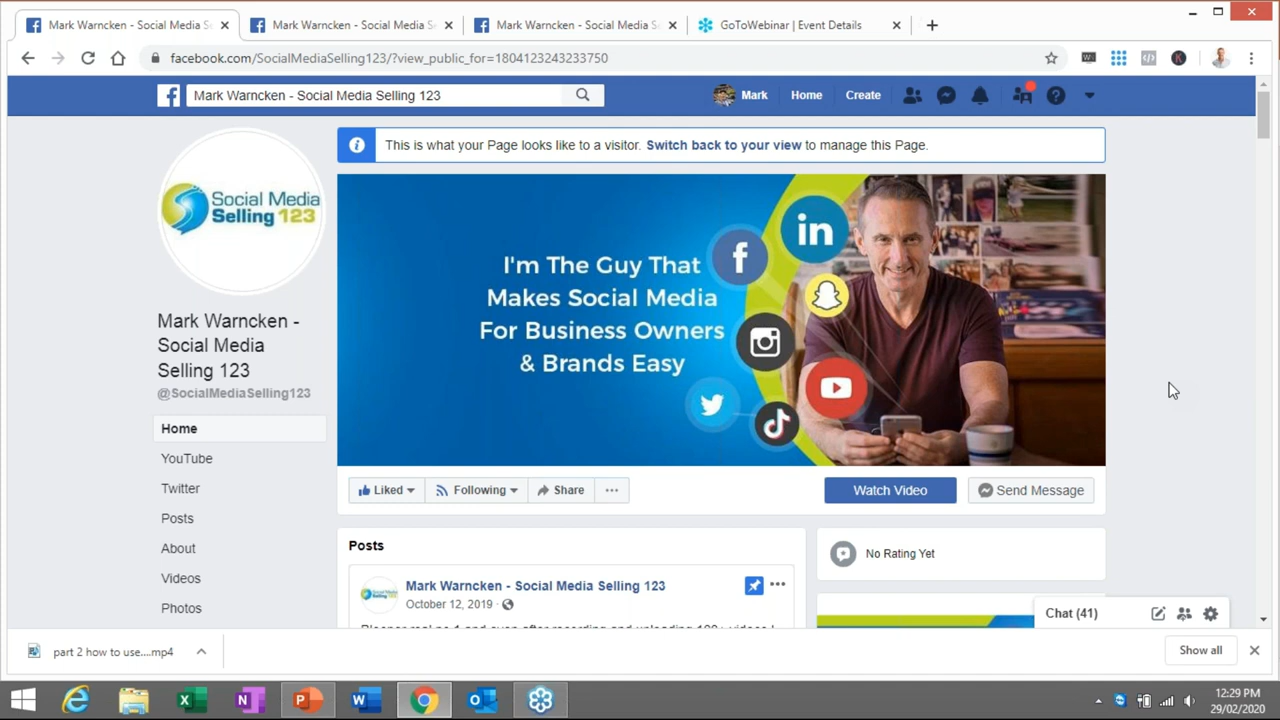 Mark Warncken - Social Media S
Mark Warncken - Social Media S
Mark Warncken - Social Media S
GoToWebinar | Event Details
facebook.com/SocialMediaSelling123/?view_public_for=1804123243233750
Mark Warncken - Social Media Selling 123
Mark
Home
Create
This is what your Page looks like to a visitor. Switch back to your view to manage this Page.
Social Media
Selling 123
I'm The Guy That
Makes Social Media
For Business Owners
& Brands Easy
in
f
Mark Warncken -
Social Media
Selling 123
@SocialMediaSelling123
Home
YouTube
Twitter
Posts
About
Videos
Photos
Liked
Following
Share
Watch Video
Send Message
Posts
No Rating Yet
Mark Warncken - Social Media Selling 123
October 12, 2019
Chat (41)
part 2 how to use....mp4
Show all
12:29 PM
29/02/2020